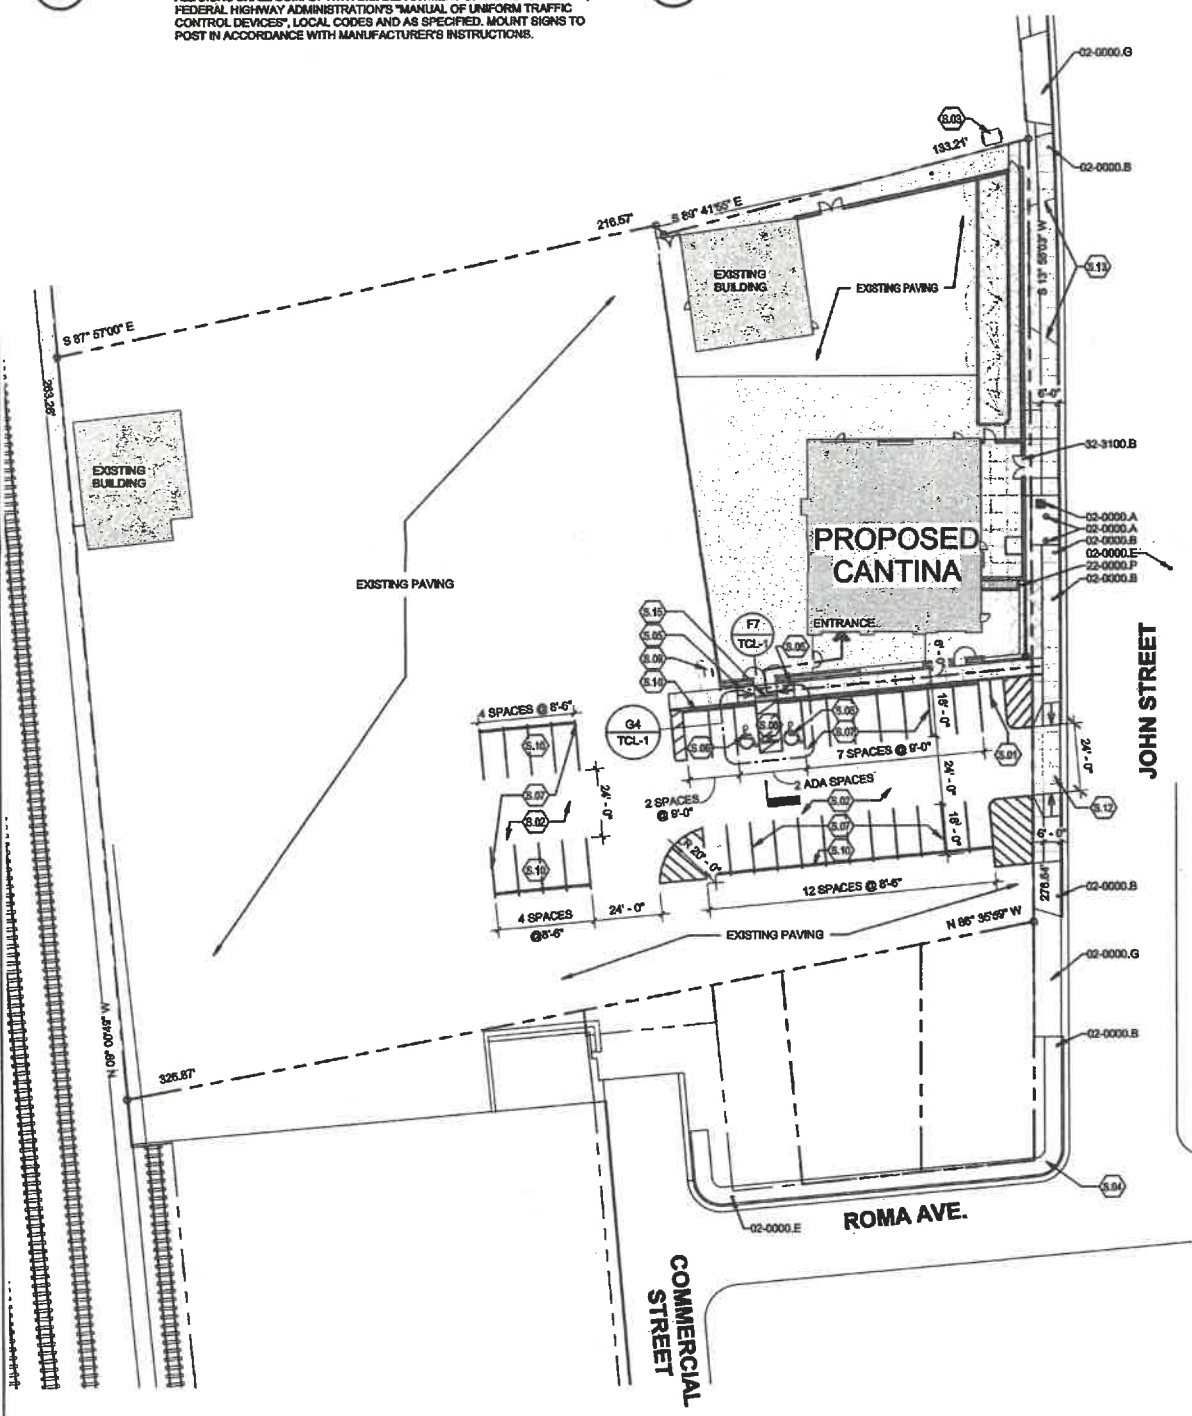 FEDERAL HIGHWAY ADMINISTRATION'S "MANUAL OF UNIFORM TRAFFIC
CONTROL DEVICES", LOCAL CODES AND AS SPECIFIED. MOUNT SIGNS TO
POST IN ACCORDANCE WITH MANUFACTURER'S INSTRUCTIONS.
02-0000.G
S.03
133.21'
02-0000.B
216.57'
S 89° 41'55" E
S 13° 55'03" W
S.13
EXISTING
BUILDING
EXISTING PAVING
S 87° 57'00" E
263.26'
6'-0"
32-3100.B
EXISTING
BUILDING
02-0000.A
02-0000.A
02-0000.B
02-0000.E
22-0000.P
02-0000.B
PROPOSED
CANTINA
EXISTING PAVING
ENTRANCE
S.15
S.05
S.09
S.10
F7
TCL-1
6' - 0"
JOHN STREET
4 SPACES @ 8'-6"
G4
TCL-1
S.10
S.07
S.02
S.10
24' - 0"
S.08
S.07
7 SPACES @ 9'-0"
18' - 0"
S.01
24' - 0"
2 ADA SPACES
2 SPACES
@ 9'-0"
24' - 0"
S.02
S.07
S.10
18' - 0"
S.12
6' - 0"
R 20' - 0"
12 SPACES @ 8'-6"
276.64'
02-0000.B
4 SPACES
@8'-6"
24' - 0"
EXISTING PAVING
N 86° 35'59" W
02-0000.G
02-0000.B
N 09° 00'49" W
326.87'
S.04
02-0000.E
ROMA AVE.
COMMERCIAL
STREET